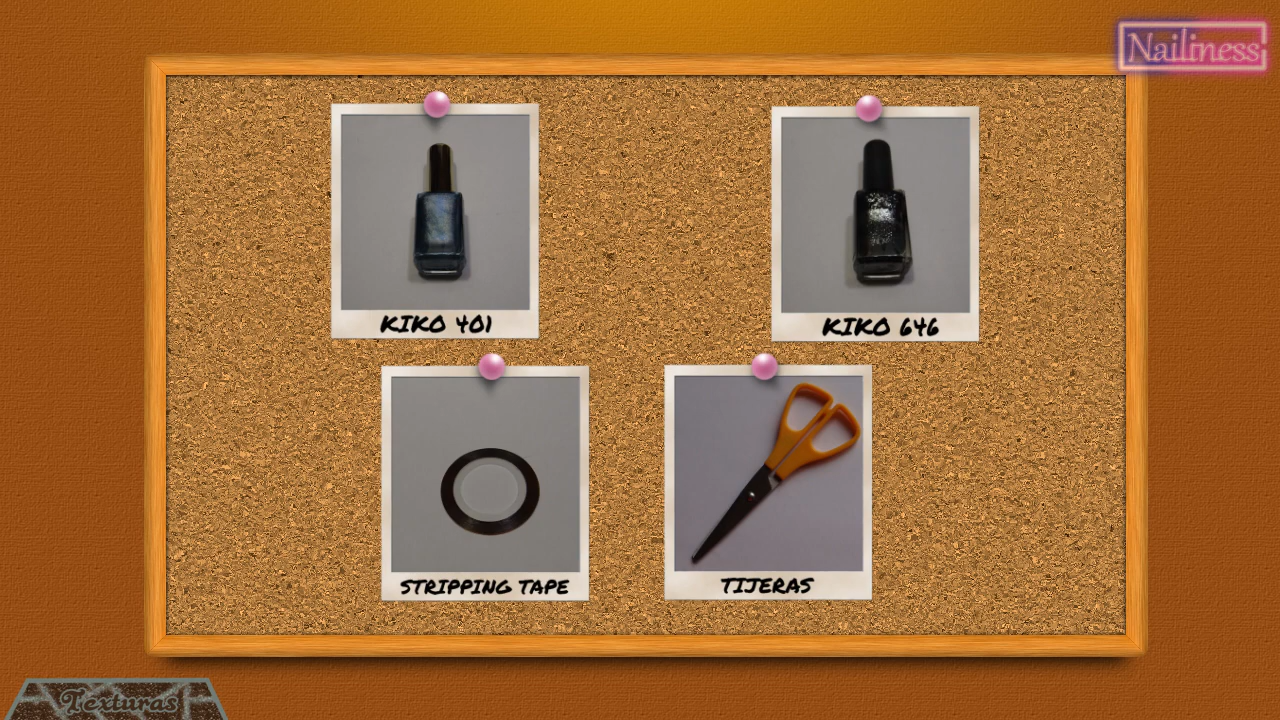 Nailiness
KIKO 401
KIKO 646
STRIPPING TAPE
TIJERAS
Texturas